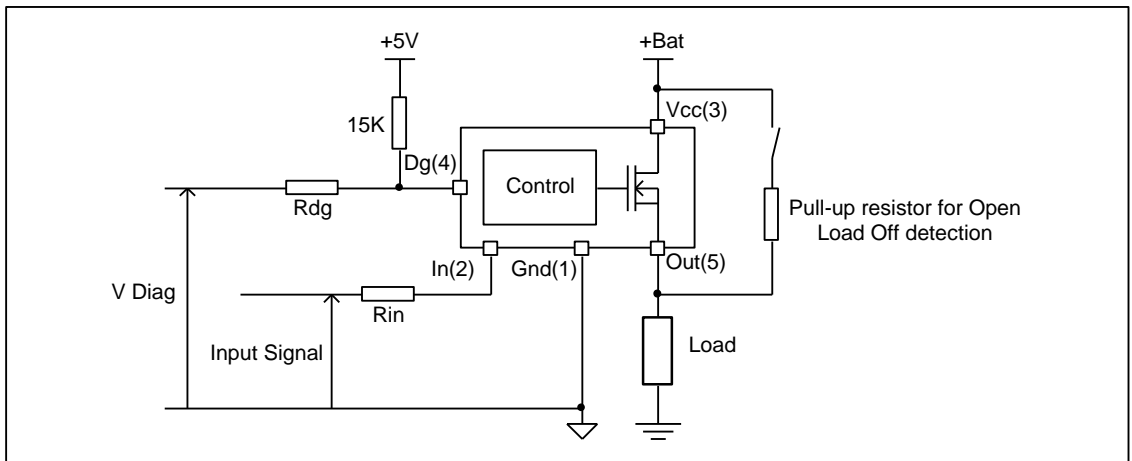 +5V
+Bat
15K
Vcc(3)
Dg(4)
Control
Rdg
Pull-up resistor for Open
Load Off detection
In(2)
Gnd(1)
Out(5)
V Diag
Rin
Input Signal
Load